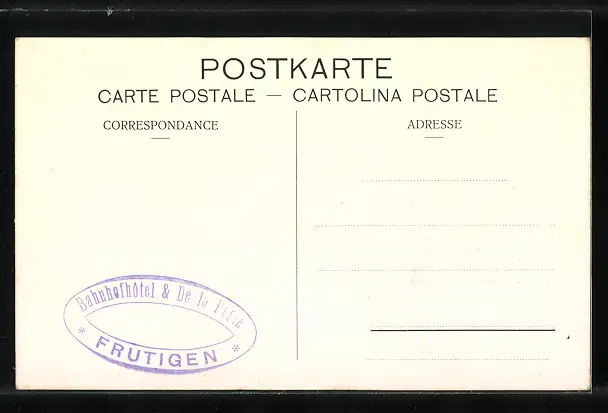 POSTKARTE
CARTE POSTALE — CARTOLINA POSTALE
CORRESPONDANCE
ADRESSE
Bahnhofhôtel & De la
* FRUTIGEN *